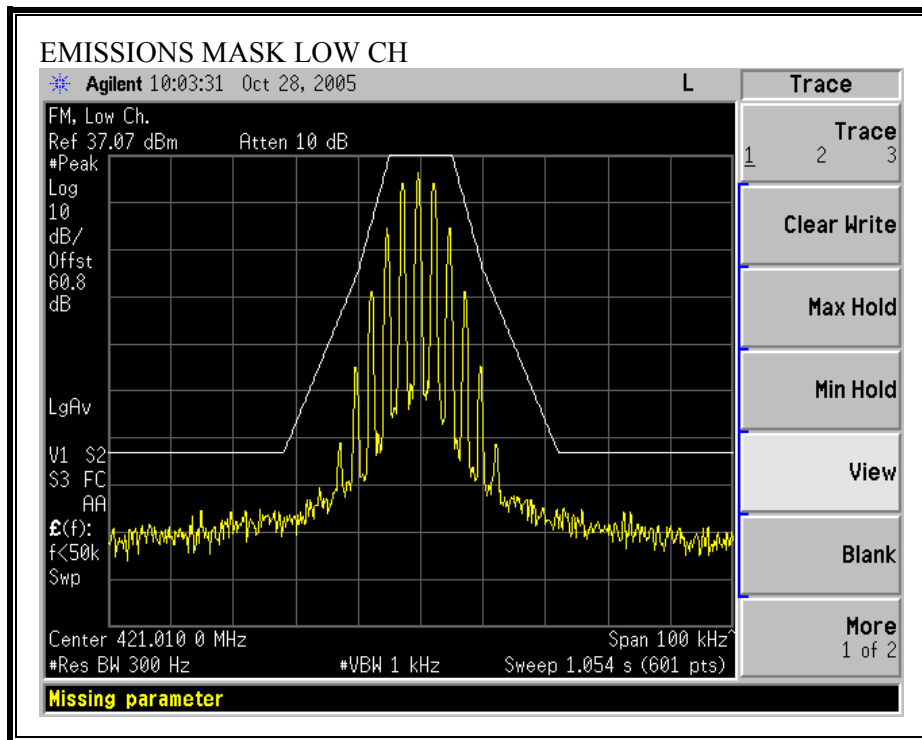 EMISSIONS MASK LOW CH
Agilent 10:03:31 Oct 28, 2005 L
Trace
FM, Low Ch.
Ref 37.07 dBm Atten 10 dB
#Peak
Log
10
dB/
Offst
60.8
dB
LgAv
V1 S2
S3 FC
AA
£(f):
f<50k
Swp
Center 421.010 0 MHz Span 100 kHz^
#Res BW 300 Hz #VBW 1 kHz Sweep 1.054 s (601 pts)
Missing parameter
Trace
1 2 3
Clear Write
Max Hold
Min Hold
View
Blank
More
1 of 2